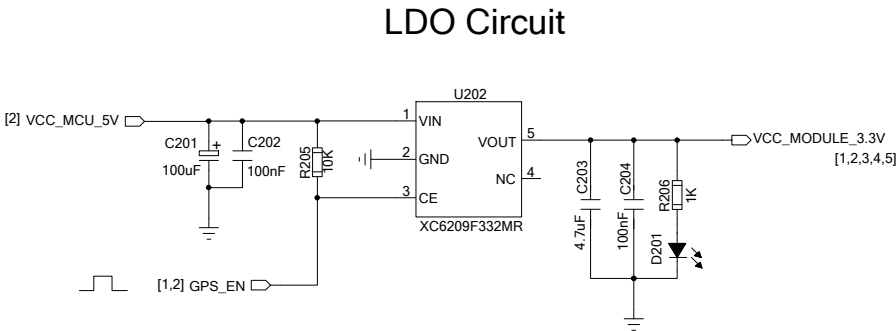 LDO Circuit
U202
[2] VCC_MCU_5V
1 VIN
C201 + C202
VOUT 5
VCC_MODULE_3.3V
100uF 100nF
R205 10K
2 GND
[1,2,3,4,5]
NC 4
3 CE
C203 4.7uF
C204 100nF
R206 1K
XC6209F332MR
D201
[1,2] GPS_EN